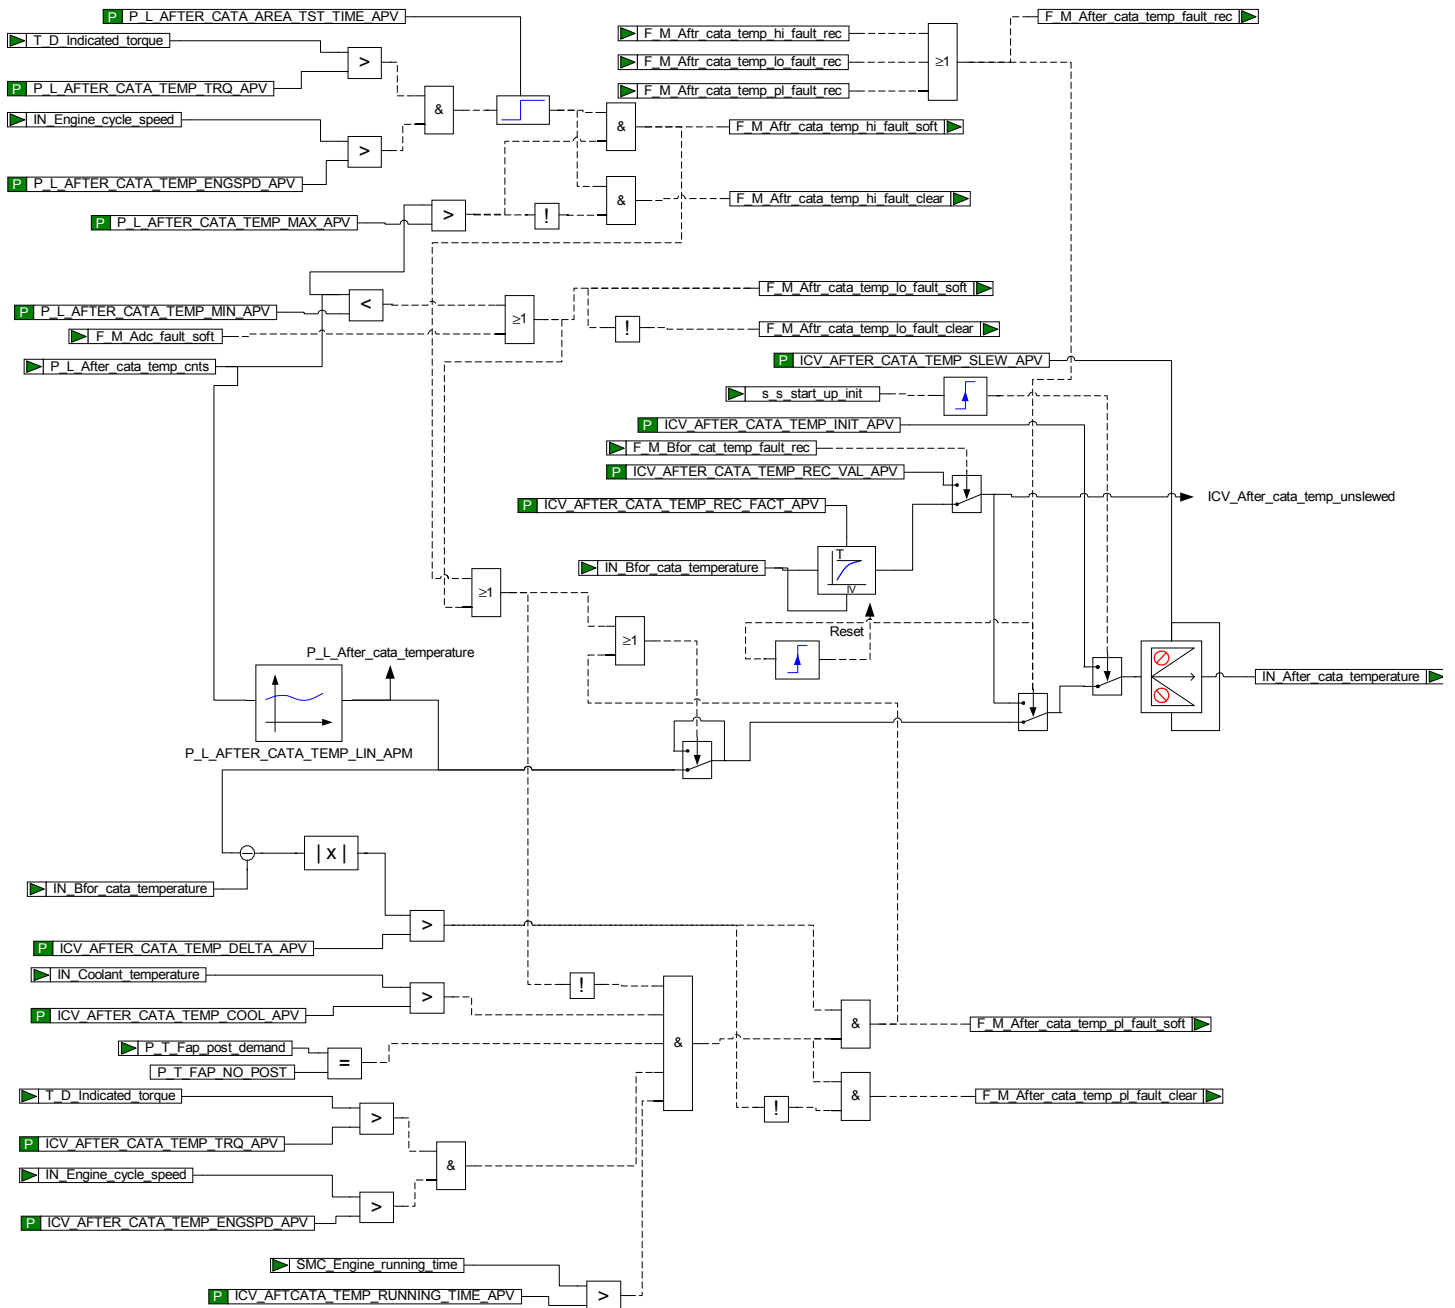 P P_L_AFTER_CATA_AREA_TST_TIME_APV
T_D_Indicated_torque
P P_L_AFTER_CATA_TEMP_TRQ_APV
IN_Engine_cycle_speed
P P_L_AFTER_CATA_TEMP_ENGSPD_APV
>
>
&
F_M_Aftr_cata_temp_hi_fault_rec
F_M_Aftr_cata_temp_lo_fault_rec
F_M_Aftr_cata_temp_pl_fault_rec
≥1
F_M_After_cata_temp_fault_rec
&
F_M_Aftr_cata_temp_hi_fault_soft
&
F_M_Aftr_cata_temp_hi_fault_clear
P P_L_AFTER_CATA_TEMP_MAX_APV
>
!
P P_L_AFTER_CATA_TEMP_MIN_APV
<
F_M_Adc_fault_soft
≥1
F_M_Aftr_cata_temp_lo_fault_soft
!
F_M_Aftr_cata_temp_lo_fault_clear
P_L_After_cata_temp_cnts
P ICV_AFTER_CATA_TEMP_SLEW_APV
s_s_start_up_init
P ICV_AFTER_CATA_TEMP_INIT_APV
F_M_Bfor_cat_temp_fault_rec
P ICV_AFTER_CATA_TEMP_REC_VAL_APV
P ICV_AFTER_CATA_TEMP_REC_FACT_APV
ICV_After_cata_temp_unslewed
T
IN_Bfor_cata_temperature
IV
≥1
≥1
Reset
P_L_After_cata_temperature
IN_After_cata_temperature
P_L_AFTER_CATA_TEMP_LIN_APM
| x |
IN_Bfor_cata_temperature
>
P ICV_AFTER_CATA_TEMP_DELTA_APV
IN_Coolant_temperature
>
P ICV_AFTER_CATA_TEMP_COOL_APV
!
P_T_Fap_post_demand
=
P_T_FAP_NO_POST
&
&
F_M_After_cata_temp_pl_fault_soft
!
&
F_M_After_cata_temp_pl_fault_clear
T_D_Indicated_torque
>
P ICV_AFTER_CATA_TEMP_TRQ_APV
&
IN_Engine_cycle_speed
>
P ICV_AFTER_CATA_TEMP_ENGSPD_APV
SMC_Engine_running_time
>
P ICV_AFTCATA_TEMP_RUNNING_TIME_APV